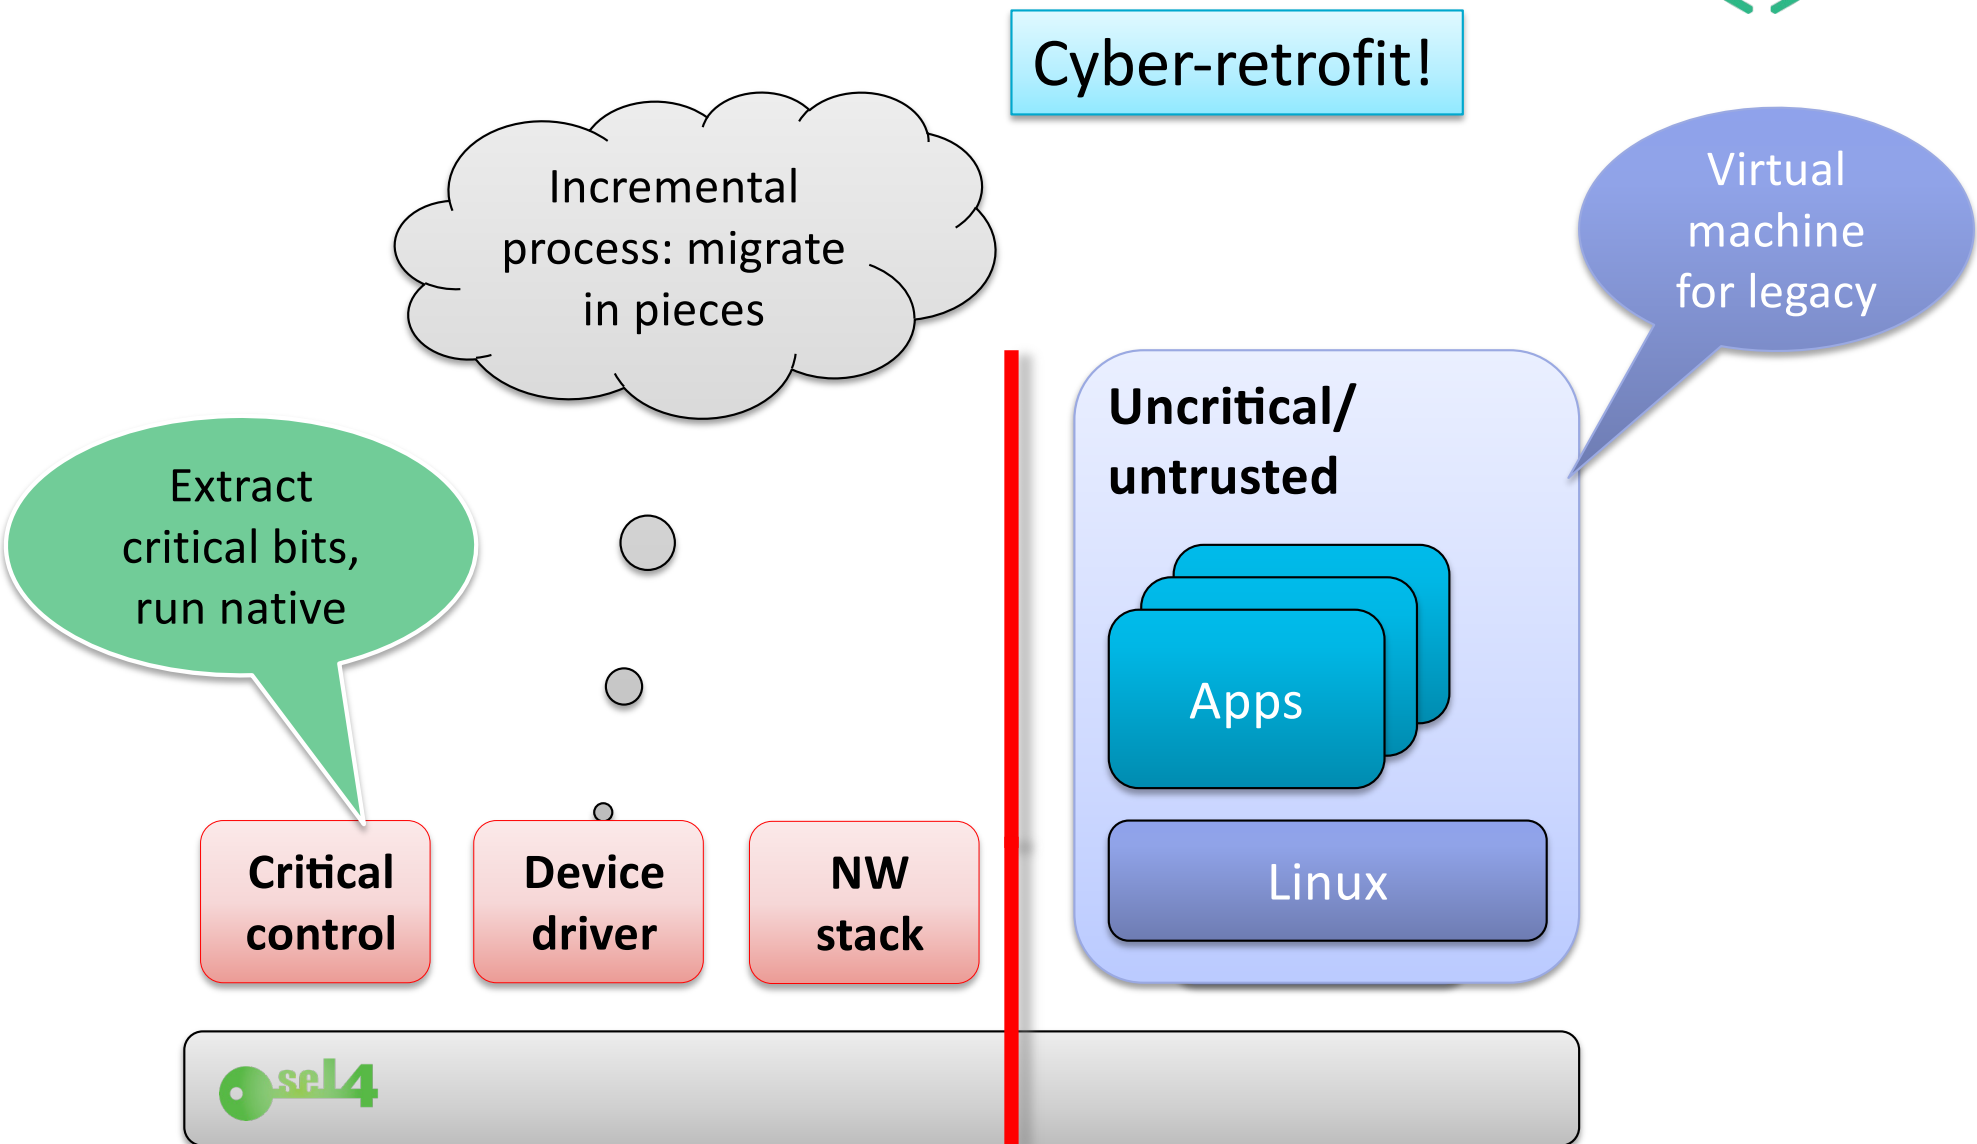 Cyber-retrofit!
Incremental
process: migrate
in pieces
Virtual
machine
for legacy
Extract
critical bits,
run native
Uncritical/
untrusted
Apps
Linux
Critical
control
Device
driver
NW
stack
seL4